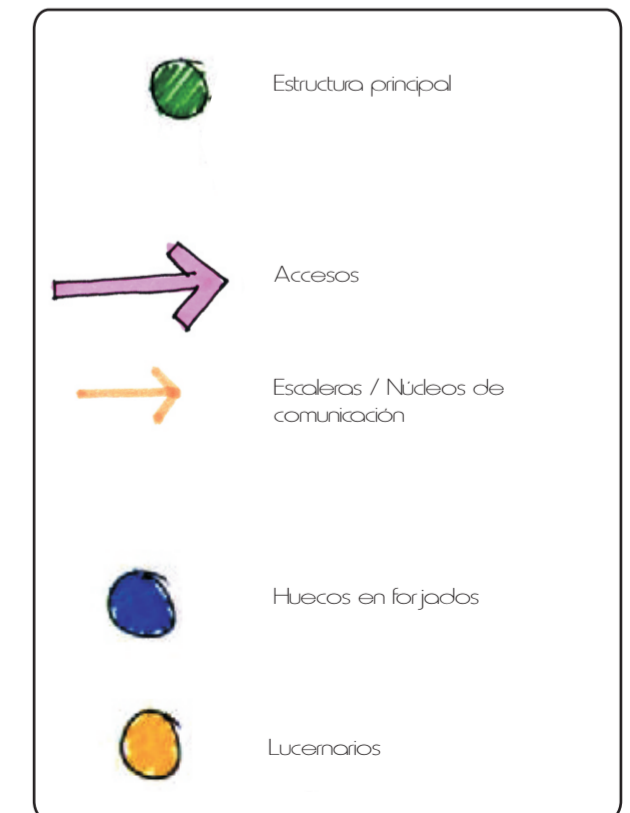 Estructura principal
Accesos
Escaleras / Núcleos de
comunicación
Huecos en forjados
Lucernarios